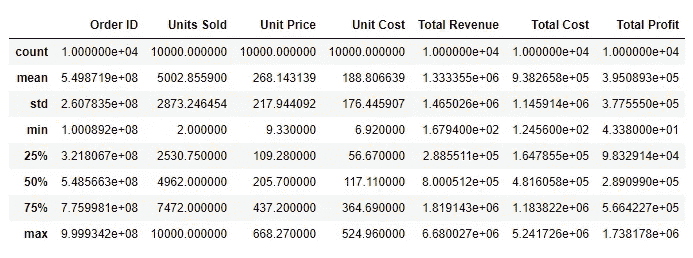 Order ID Units Sold Unit Price Unit Cost Total Revenue Total Cost Total Profit
count 1.000000e+04 10000.000000 10000.000000 10000.000000 1.000000e+04 1.000000e+04 1.000000e+04
mean 5.498719e+08 5002.855900 268.143139 188.806639 1.333355e+06 9.382658e+05 3.950893e+05
std 2.607835e+08 2873.246454 217.944092 176.445907 1.465026e+06 1.145914e+06 3.775550e+05
min 1.000892e+08 2.000000 9.330000 6.920000 1.679400e+02 1.245600e+02 4.338000e+01
25% 3.218067e+08 2530.750000 109.280000 56.670000 2.885511e+05 1.647855e+05 9.832914e+04
50% 5.485663e+08 4962.000000 205.700000 117.110000 8.000512e+05 4.816058e+05 2.890990e+05
75% 7.759981e+08 7472.000000 437.200000 364.690000 1.819143e+06 1.183822e+06 5.664227e+05
max 9.999342e+08 10000.000000 668.270000 524.960000 6.680027e+06 5.241726e+06 1.738178e+06